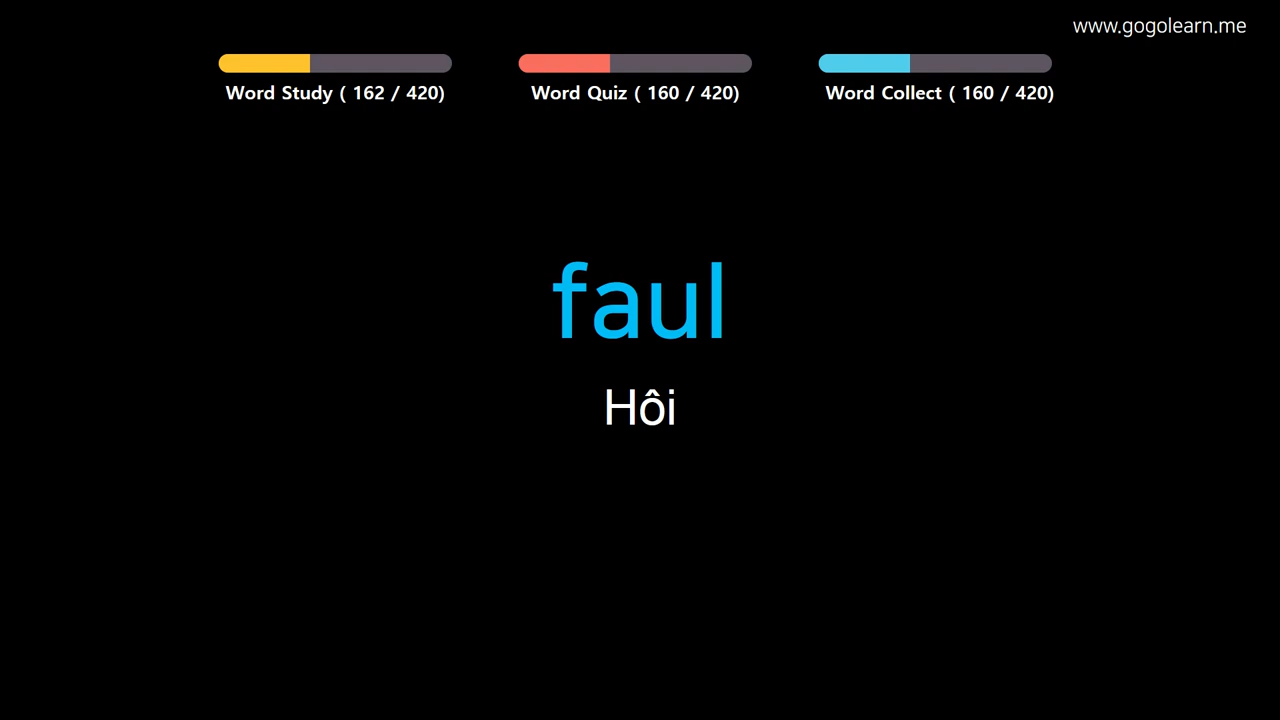 www.gogolearn.me
Word Study ( 162 / 420)
Word Quiz ( 160 / 420)
Word Collect ( 160 / 420)
faul
Hôi